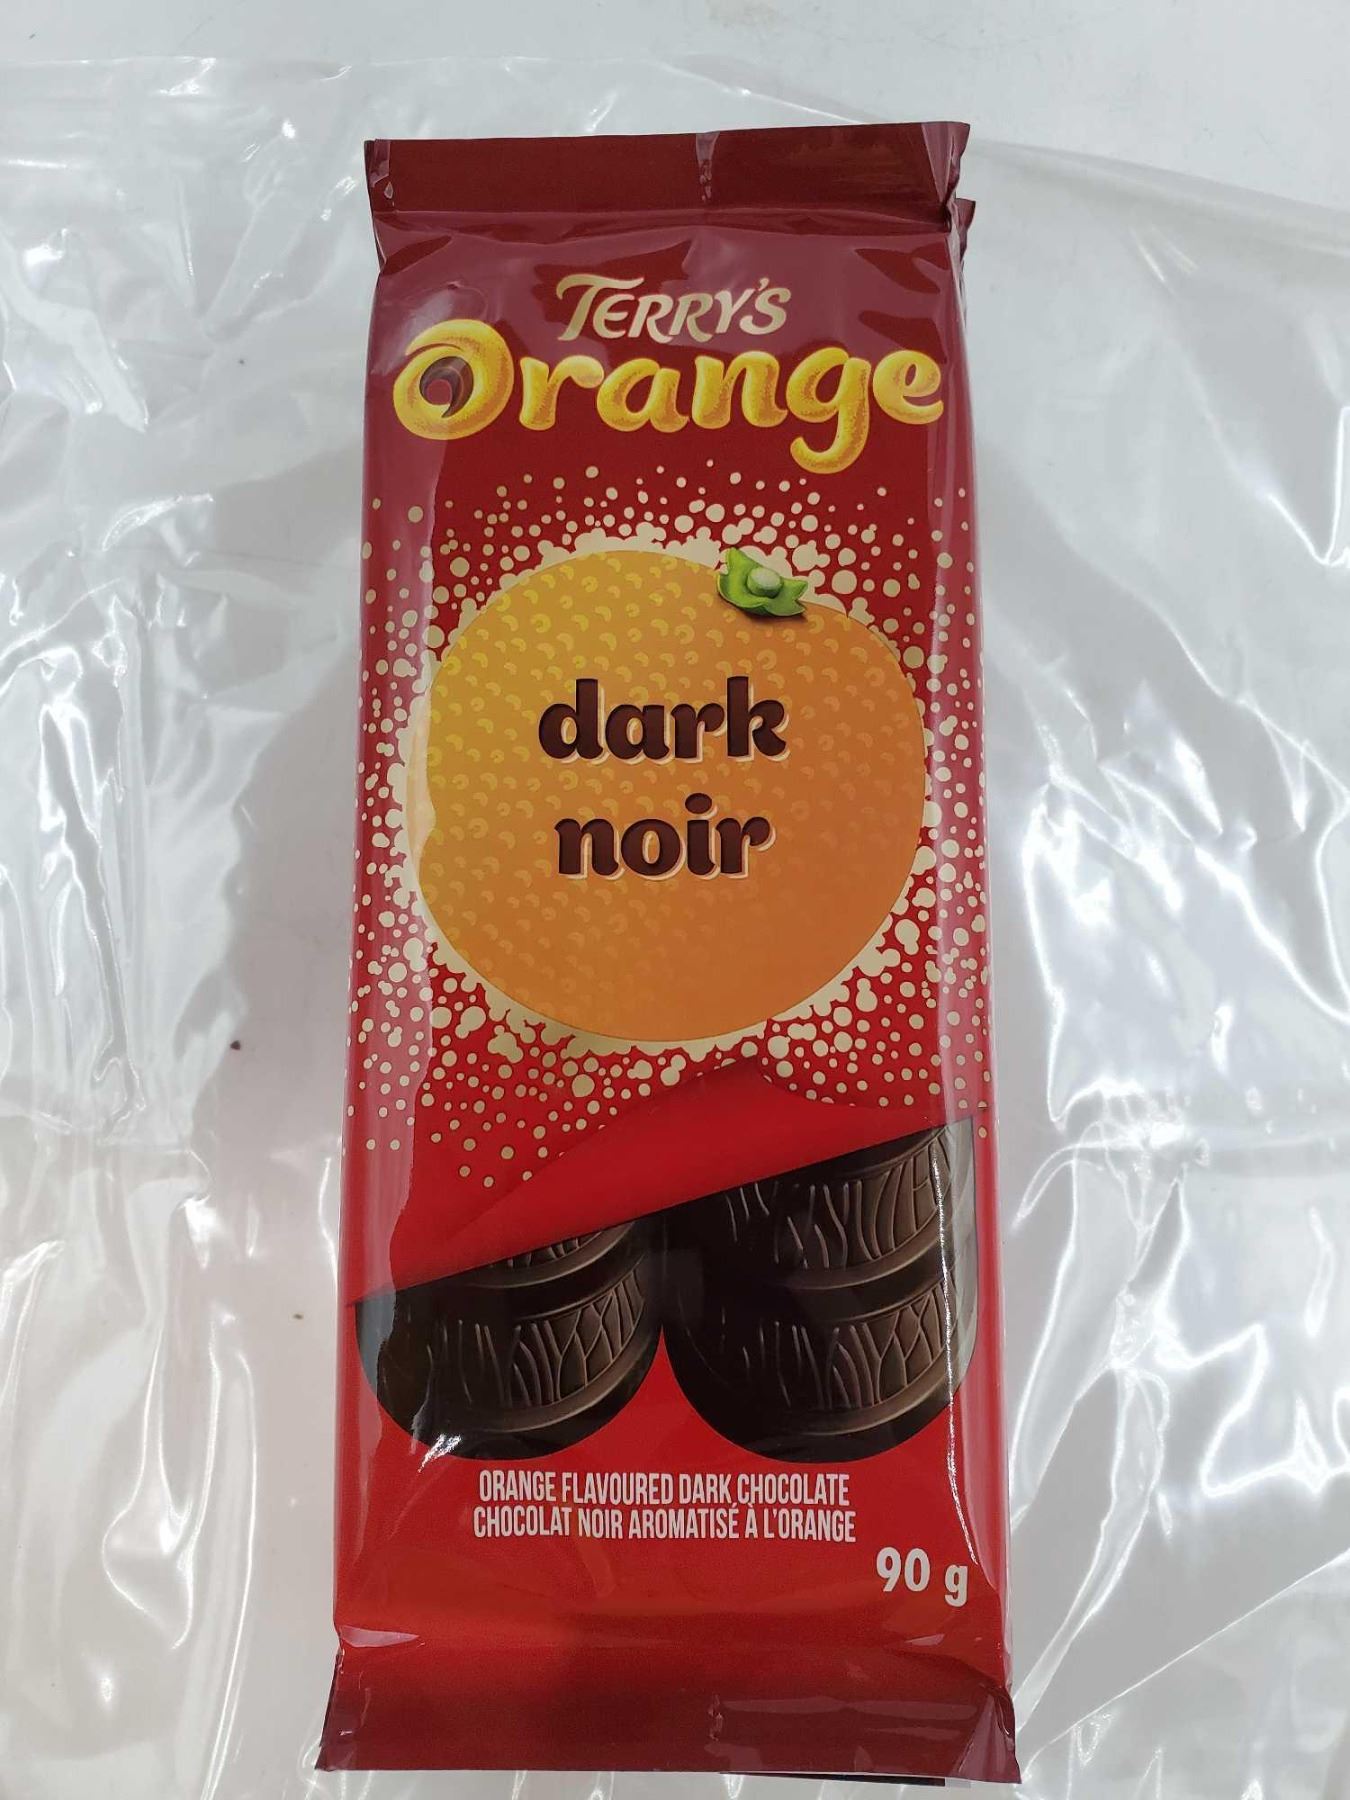 TERRY'S
Orange
dark
noir
ORANGE FLAVOURED DARK CHOCOLATE
CHOCOLAT NOIR AROMATISÉ À L'ORANGE
90 g